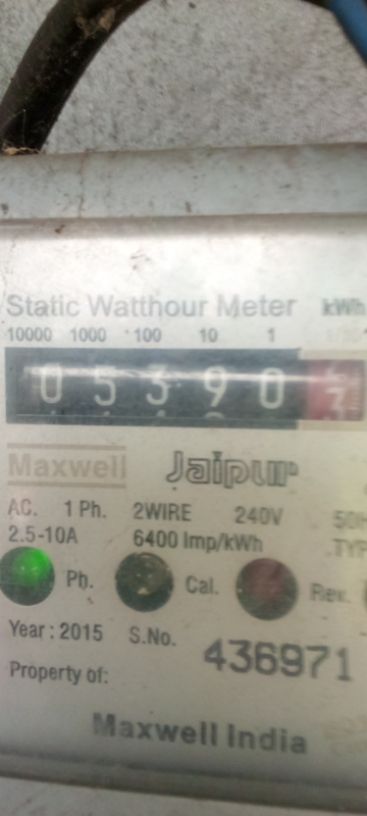 Static Watthour Meter kWh
10000 1000 100 10 1
0 5 3 9 0
Maxwell Jaipur
AC. 1 Ph. 2WIRE 240V
2.5-10A 6400 Imp/kWh
Ph. Cal. Rev.
Year : 2015 S.No. 436971
Property of:
Maxwell India